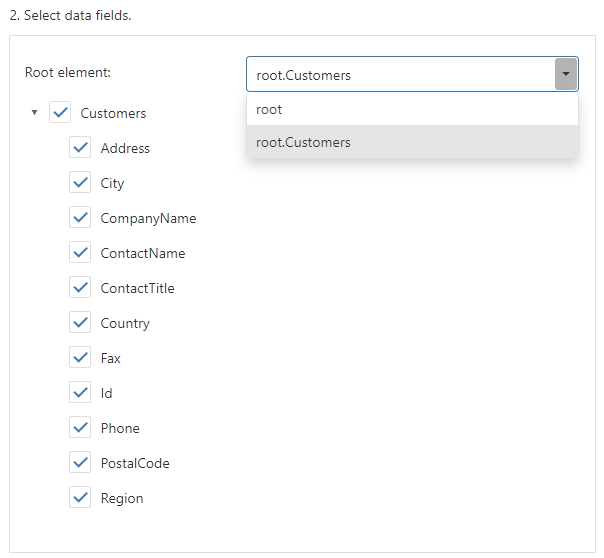 2. Select data fields.
Root element:
root.Customers
root
root.Customers
Customers
Address
City
CompanyName
ContactName
ContactTitle
Country
Fax
Id
Phone
PostalCode
Region